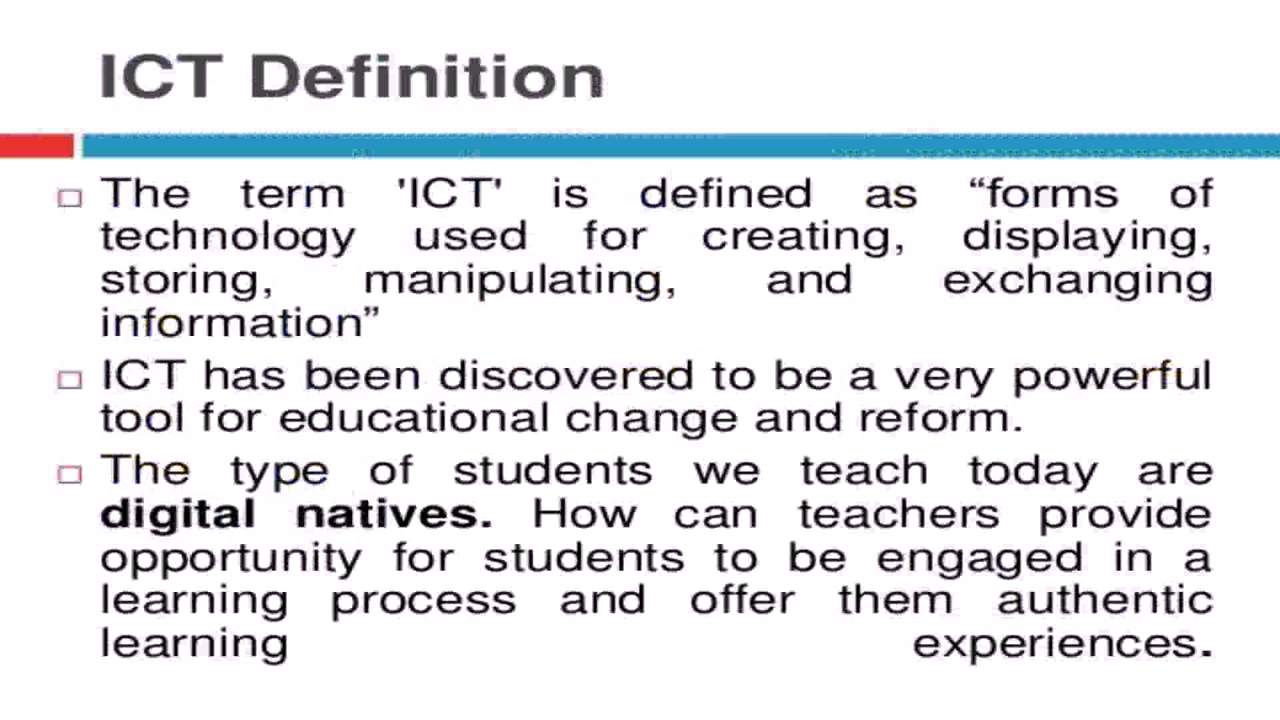 ICT Definition
The term 'ICT' is defined as “forms of
technology used for creating, displaying,
storing, manipulating, and exchanging
information”
ICT has been discovered to be a very powerful
tool for educational change and reform.
The type of students we teach today are
digital natives. How can teachers provide
opportunity for students to be engaged in a
learning process and offer them authentic
learning experiences.